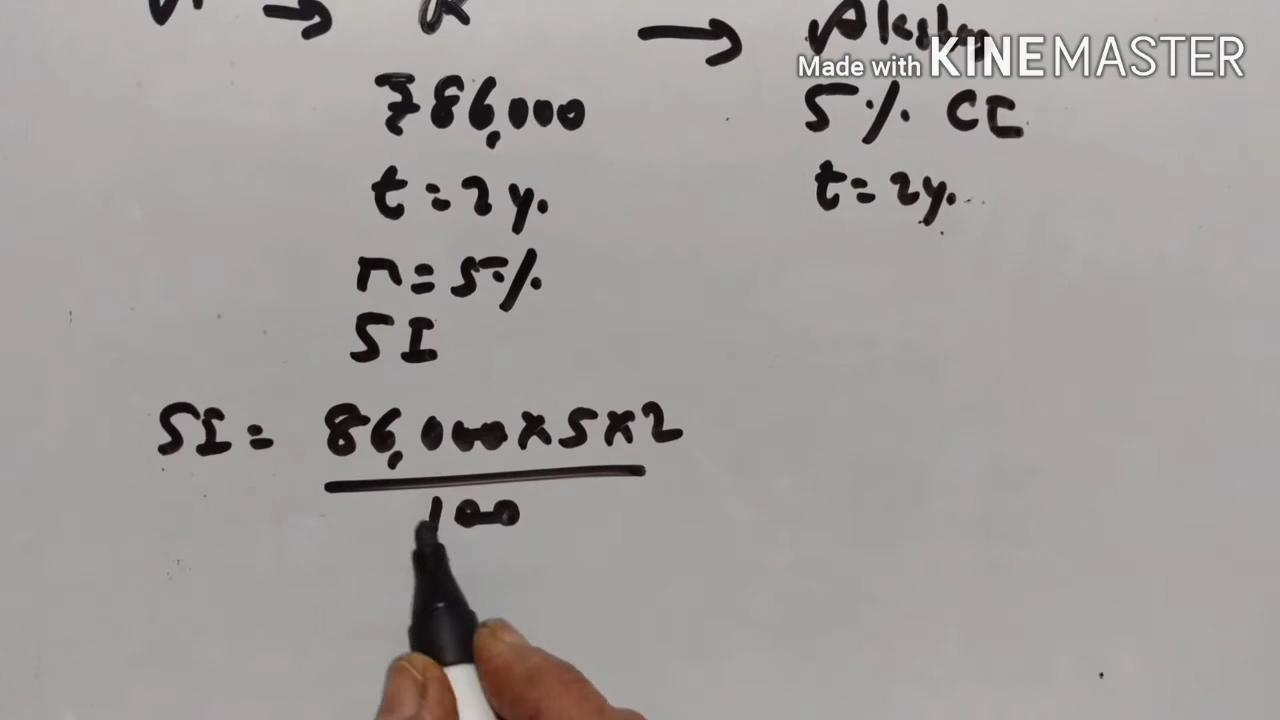 → →
Made with KINEMASTER
₹86,000 5% CI
t=2y. t=2y.
r=5%
SI
SI= 86,000×5×2
100